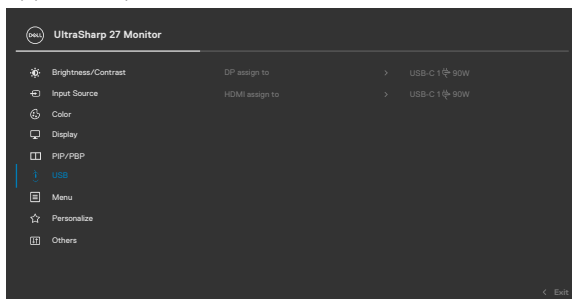 DELL UltraSharp 27 Monitor
Brightness/Contrast DP assign to > USB-C 1 90W
Input Source HDMI assign to > USB-C 1 90W
Color
Display
PIP/PBP
USB
Menu
Personalize
Others
< Exit